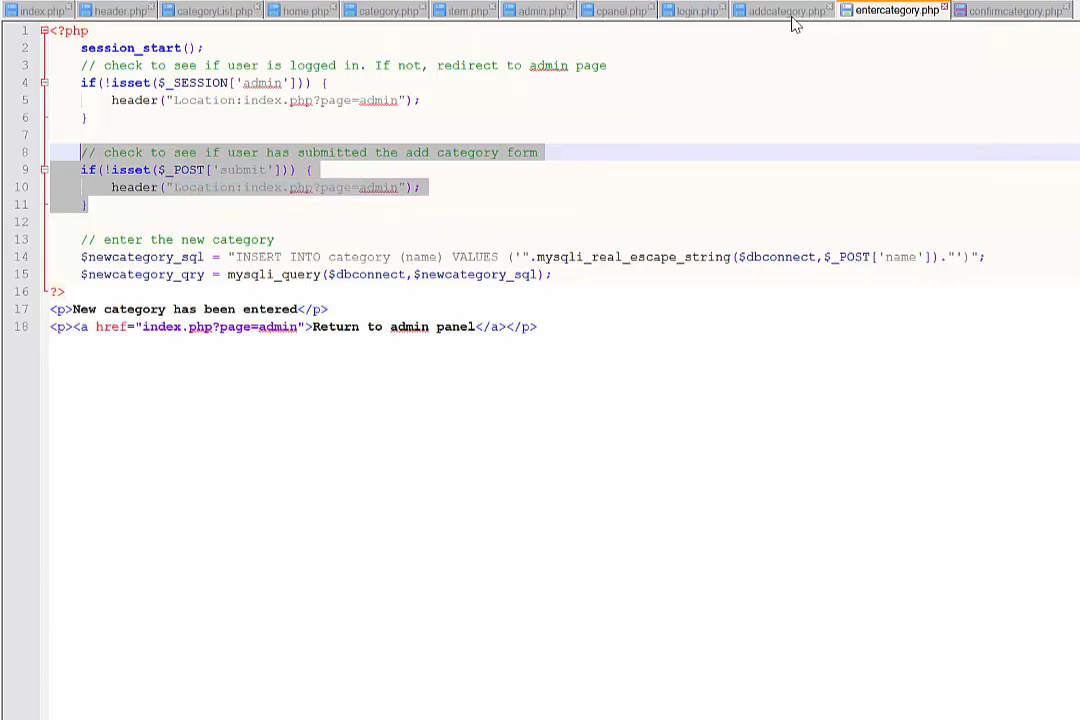 index.php header.php categoryList.php home.php category.php item.php admin.php cpanel.php login.php addcategory.php entercategory.php confirmcategory.php
1 <?php
2 session_start();
3 // check to see if user is logged in. If not, redirect to admin page
4 if(!isset($_SESSION['admin'])) {
5 header("Location:index.php?page=admin");
6 }
7
8 // check to see if user has submitted the add category form
9 if(!isset($_POST['submit'])) {
10 header("Location:index.php?page=admin");
11 }
12
13 // enter the new category
14 $newcategory_sql = "INSERT INTO category (name) VALUES ('".mysqli_real_escape_string($dbconnect,$_POST['name'])."')";
15 $newcategory_qry = mysqli_query($dbconnect,$newcategory_sql);
16 ?>
17 <p>New category has been entered</p>
18 <p><a href="index.php?page=admin">Return to admin panel</a></p>